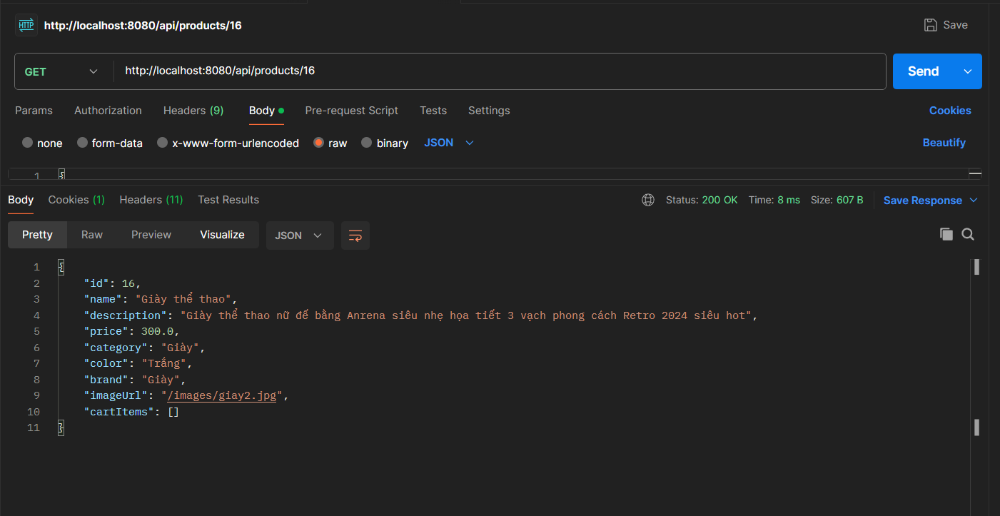 HTTP http://localhost:8080/api/products/16 Save
GET http://localhost:8080/api/products/16 Send
Params Authorization Headers (9) Body Pre-request Script Tests Settings Cookies
none form-data x-www-form-urlencoded raw binary JSON Beautify
1 {
Body Cookies (1) Headers (11) Test Results Status: 200 OK Time: 8 ms Size: 607 B Save Response
Pretty Raw Preview Visualize JSON
1 {
2 "id": 16,
3 "name": "Giày thể thao",
4 "description": "Giày thể thao nữ đế bằng Anrena siêu nhẹ họa tiết 3 vạch phong cách Retro 2024 siêu hot",
5 "price": 300.0,
6 "category": "Giày",
7 "color": "Trắng",
8 "brand": "Giày",
9 "imageUrl": "/images/giay2.jpg",
10 "cartItems": []
11 }